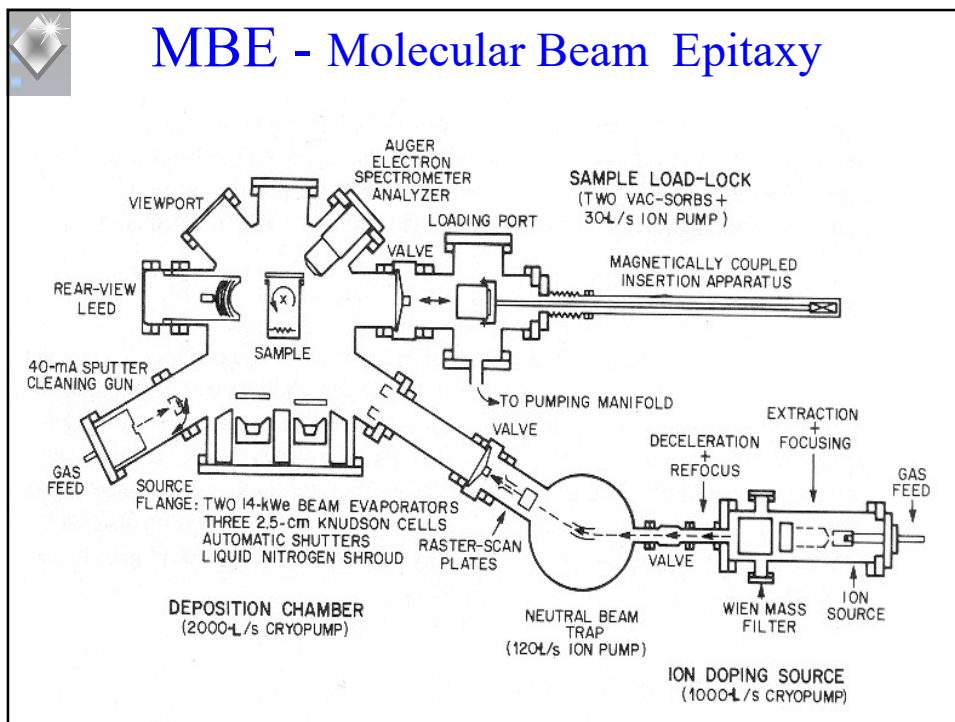 MBE - Molecular Beam Epitaxy
AUGER
ELECTRON
SPECTROMETER
ANALYZER
VIEWPORT
SAMPLE LOAD-LOCK
(TWO VAC-SORBS +
30-L/s ION PUMP)
LOADING PORT
VALVE
MAGNETICALLY COUPLED
INSERTION APPARATUS
REAR-VIEW
LEED
x
SAMPLE
40-mA SPUTTER
CLEANING GUN
TO PUMPING MANIFOLD
VALVE
EXTRACTION
+
FOCUSING
DECELERATION
+
REFOCUS
GAS
FEED
GAS
FEED
SOURCE
FLANGE: TWO 14-kWe BEAM EVAPORATORS
THREE 2.5-cm KNUDSON CELLS
AUTOMATIC SHUTTERS
LIQUID NITROGEN SHROUD
RASTER-SCAN
PLATES
VALVE
DEPOSITION CHAMBER
(2000-L/s CRYOPUMP)
NEUTRAL BEAM
TRAP
(120-L/s ION PUMP)
WIEN MASS
FILTER
ION
SOURCE
ION DOPING SOURCE
(1000-L/s CRYOPUMP)